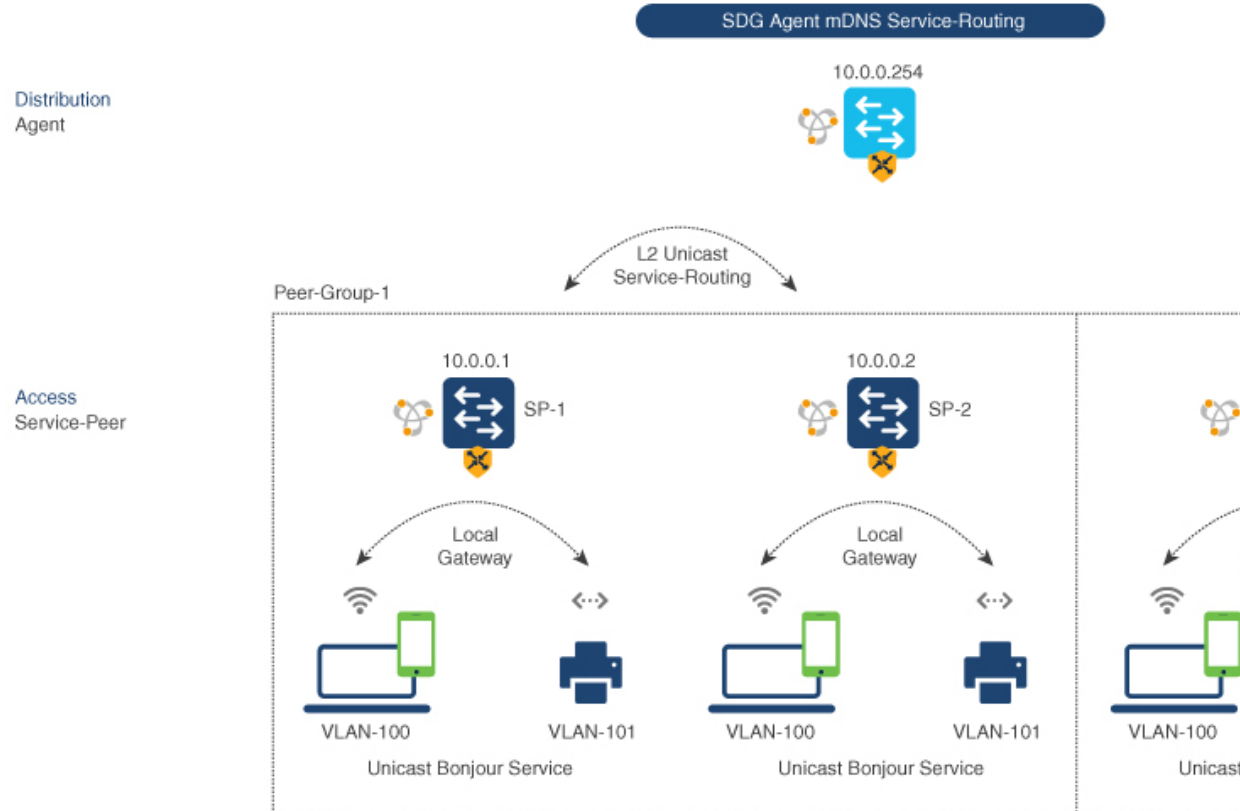 SDG Agent mDNS Service-Routing
10.0.0.254
Distribution
Agent
L2 Unicast
Service-Routing
Peer-Group-1
10.0.0.1
10.0.0.2
Access
Service-Peer
SP-1
SP-2
Local
Gateway
Local
Gateway
VLAN-100
VLAN-101
VLAN-100
VLAN-101
VLAN-100
Unicast Bonjour Service
Unicast Bonjour Service
Unicast